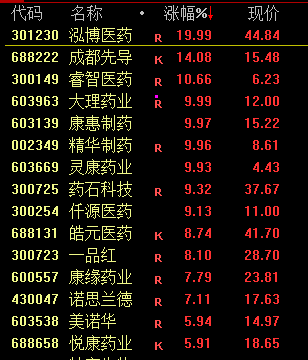 代码 名称 · 涨幅%↓ 现价
301230 泓博医药 R 19.99 44.84
688222 成都先导 K 14.08 15.48
300149 睿智医药 R 10.66 6.23
603963 大理药业 R 9.99 12.00
603139 康惠制药 9.97 15.22
002349 精华制药 R 9.96 8.61
603669 灵康药业 9.93 4.43
300725 药石科技 R 9.32 37.67
300254 仟源医药 9.13 11.00
688131 皓元医药 K 8.74 41.70
300723 一品红 R 8.10 28.70
600557 康缘药业 R 7.79 23.81
430047 诺思兰德 R 7.11 17.63
603538 美诺华 R 5.94 14.97
688658 悦康药业 K 5.91 18.65